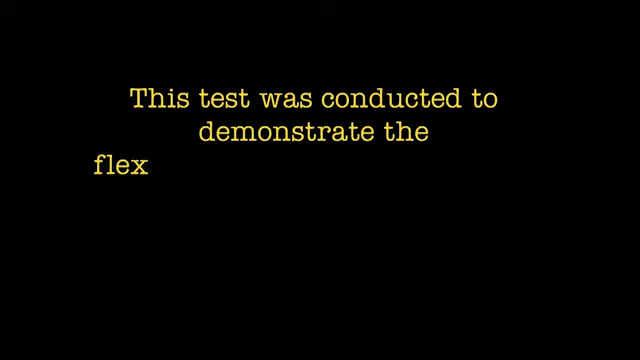 This test was conducted to
demonstrate the
flex